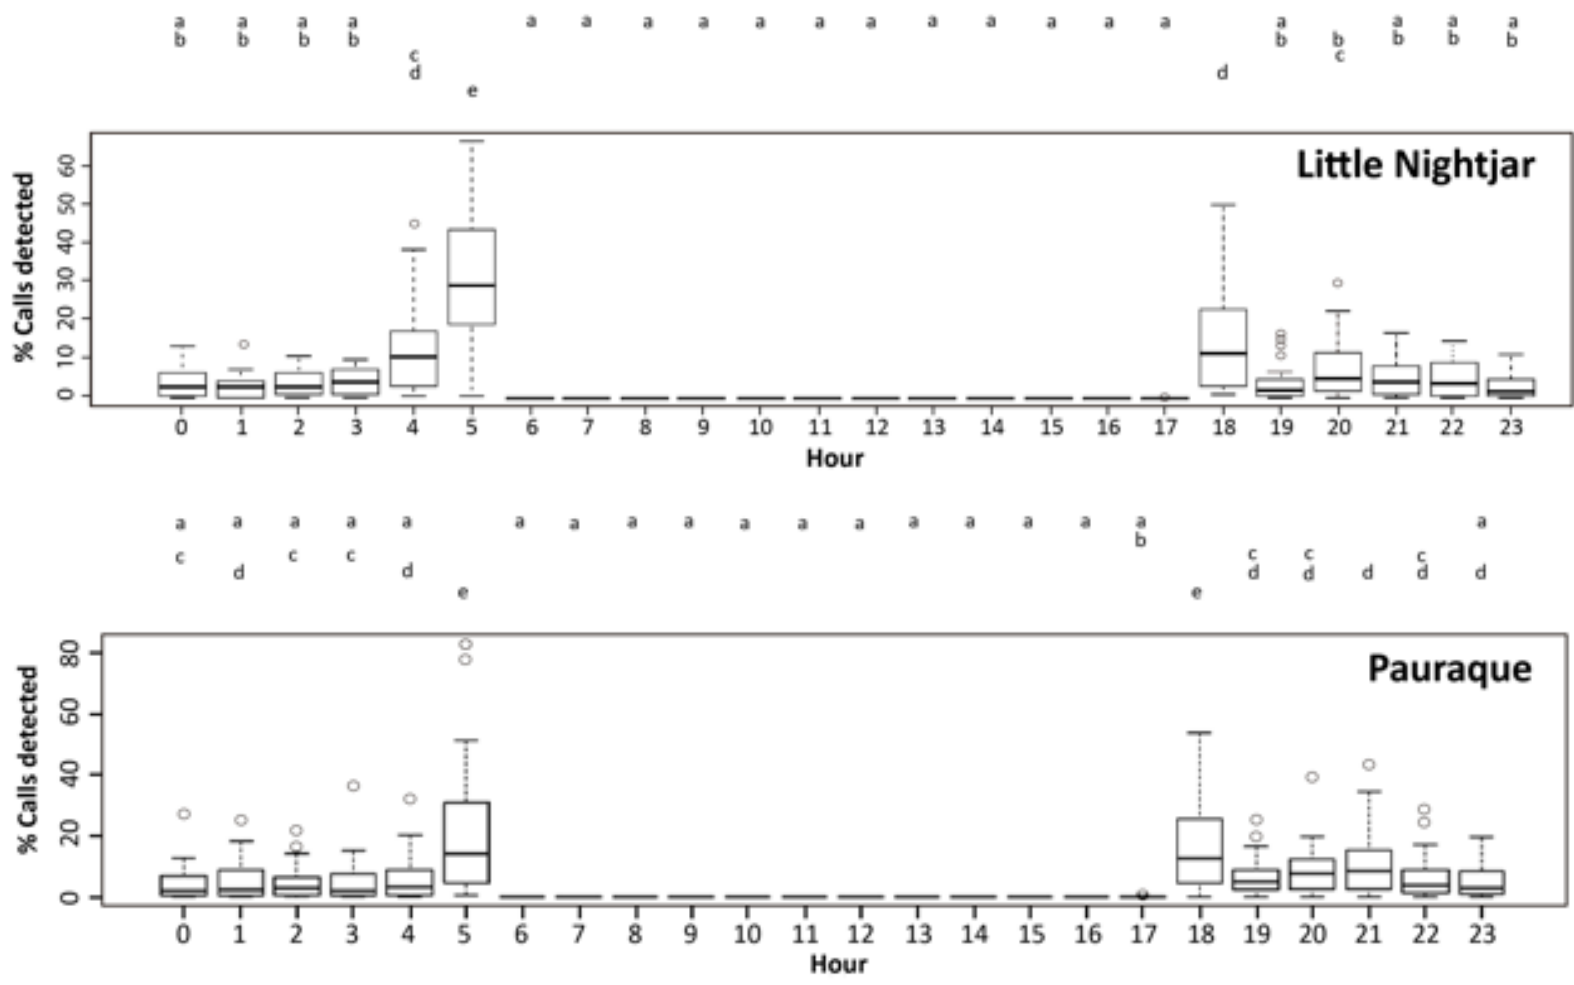 a a a a a a a a a a a a a a a a a a a a a
b b b b b b b b b
c c
d d
e
Little Nightjar
% Calls detected
60
50
40
30
20
10
0
0 1 2 3 4 5 6 7 8 9 10 11 12 13 14 15 16 17 18 19 20 21 22 23
Hour
a a a a a a a a a a a a a a a a a a
b
c c c c c c
d d d d d d d
e e
Pauraque
% Calls detected
80
60
40
20
0
0 1 2 3 4 5 6 7 8 9 10 11 12 13 14 15 16 17 18 19 20 21 22 23
Hour